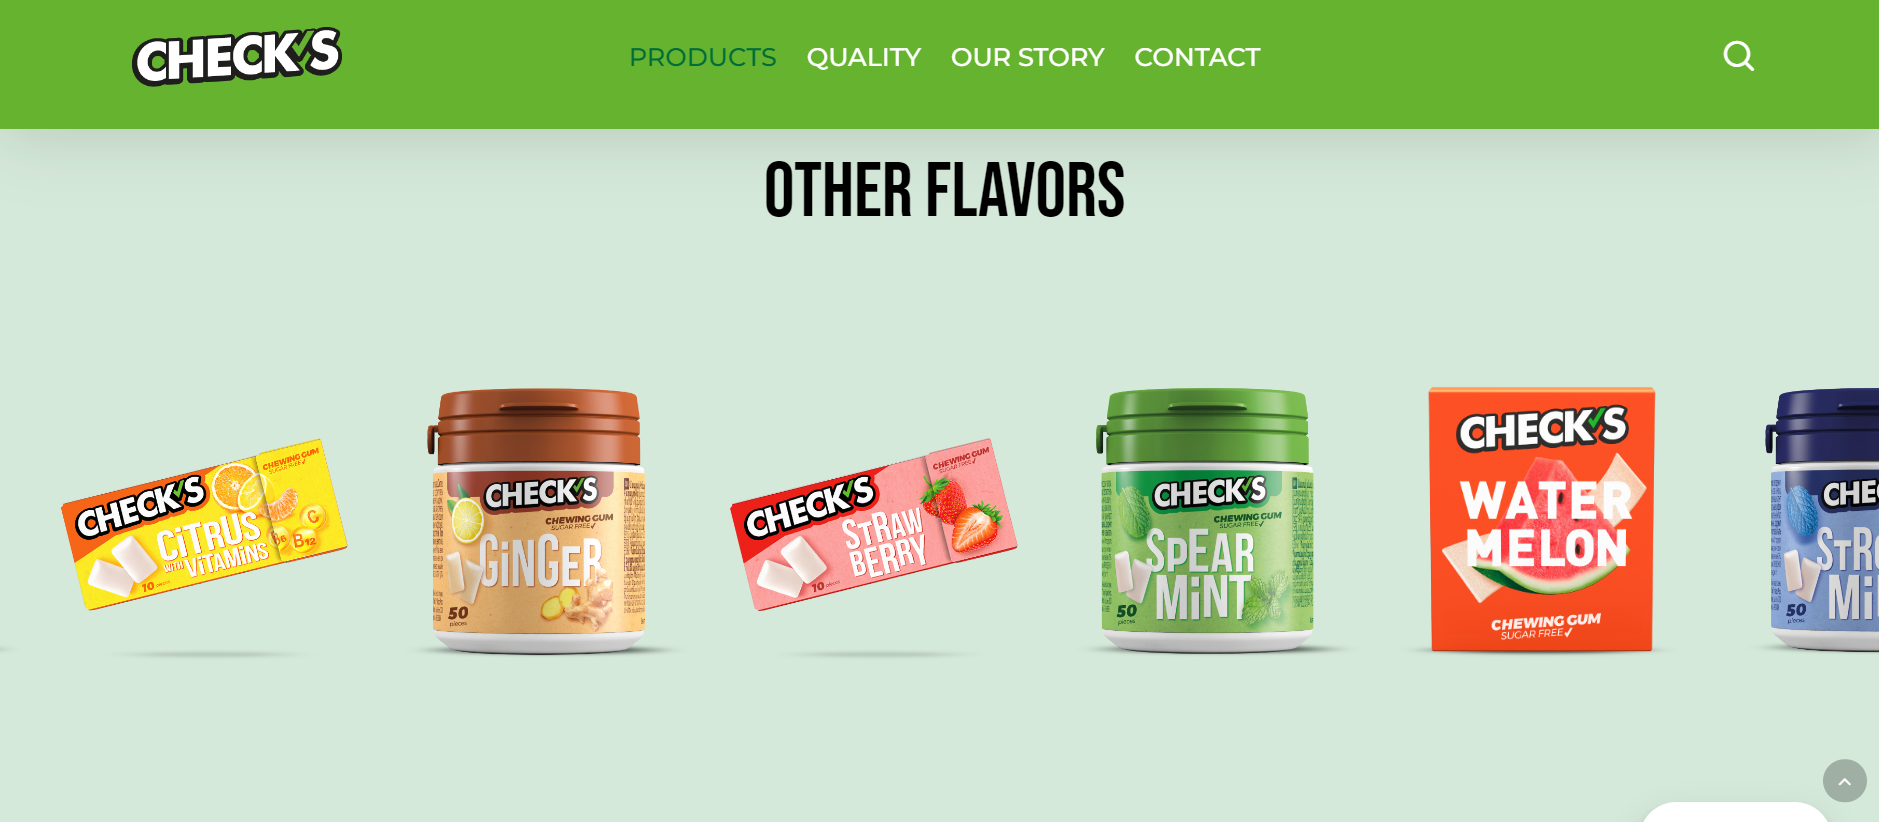 CHECK'S
PRODUCTS QUALITY OUR STORY CONTACT
OTHER FLAVORS
CHECK'S
CHEWING GUM
SUGAR FREE
CiTRUS
WITH ViTAMiNS
C
B6
B12
10 pieces
CHECK'S
CHEWING GUM
SUGAR FREE
GiNGER
50
pieces
CHECK'S
CHEWING GUM
SUGAR FREE
STRAW
BERRY
10 pieces
CHECK'S
CHEWING GUM
SUGAR FREE
SPEAR
MiNT
50
pieces
CHECK'S
WATER
MELON
CHEWING GUM
SUGAR FREE
CHE
STR
Mi
50
pieces